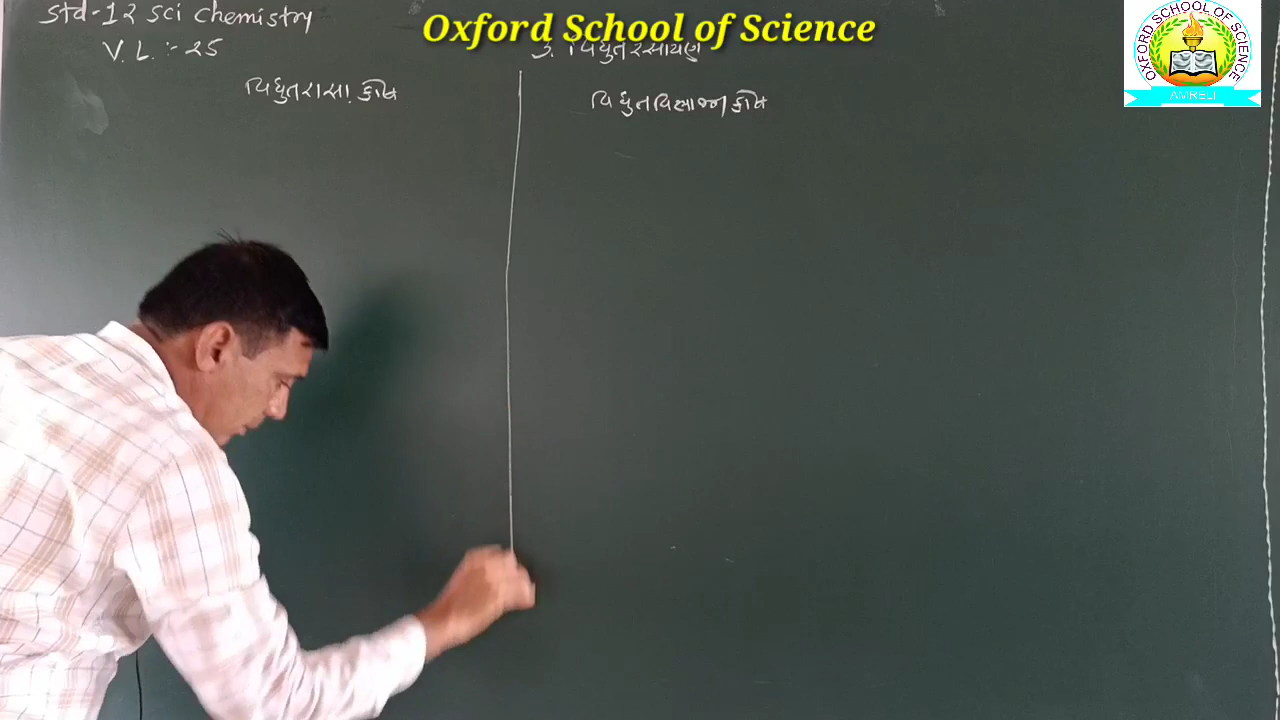 Std-12 Sci Chemistry
Oxford School of Science
V. L. :- 25
3. વિદ્યુતરસાયણ
વિદ્યુતરાસા. કોષ
વિદ્યુતવિભાજન કોષ
OXFORD SCHOOL OF SCIENCE
AMRELI